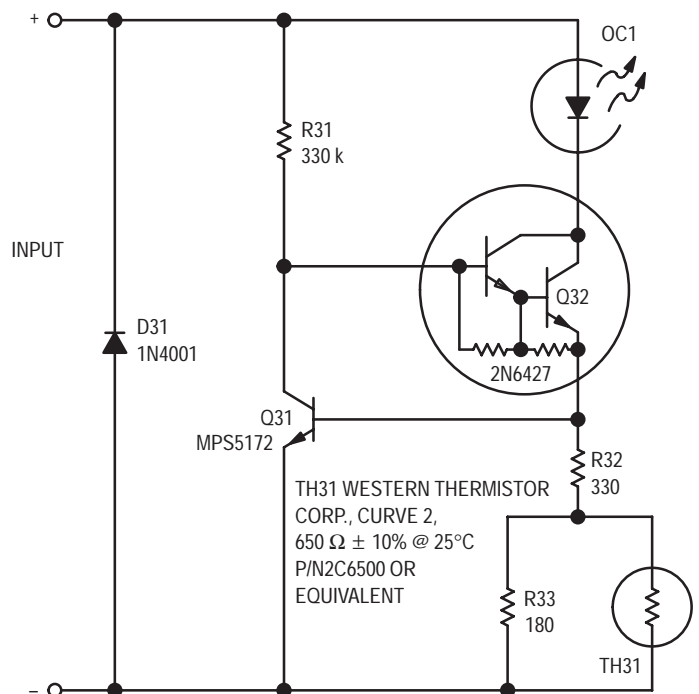 +
OC1
R31
330 k
INPUT
Q32
D31
1N4001
2N6427
Q31
MPS5172
R32
330
TH31 WESTERN THERMISTOR
CORP., CURVE 2,
650 Ω ± 10% @ 25°C
P/N2C6500 OR
EQUIVALENT
R33
180
TH31
–